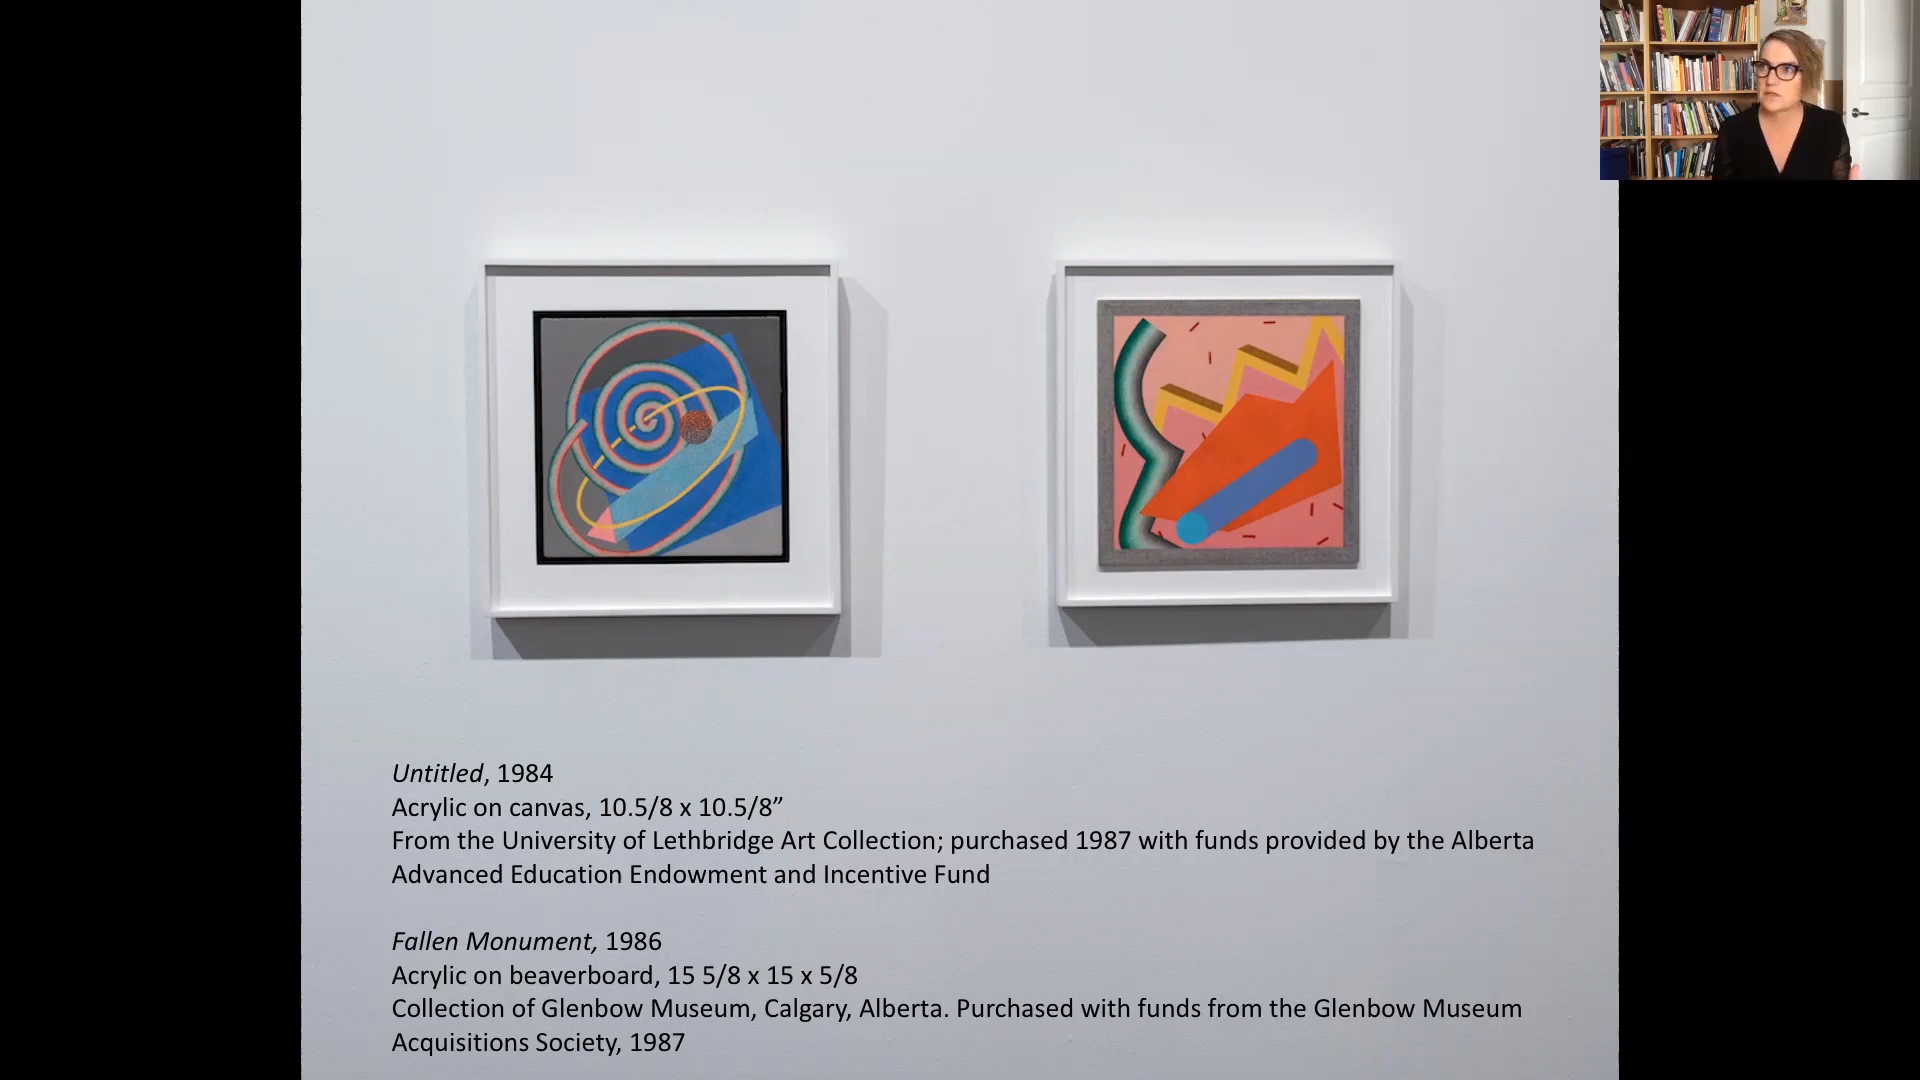 Untitled, 1984
Acrylic on canvas, 10.5/8 x 10.5/8”
From the University of Lethbridge Art Collection; purchased 1987 with funds provided by the Alberta
Advanced Education Endowment and Incentive Fund
Fallen Monument, 1986
Acrylic on beaverboard, 15 5/8 x 15 x 5/8
Collection of Glenbow Museum, Calgary, Alberta. Purchased with funds from the Glenbow Museum
Acquisitions Society, 1987